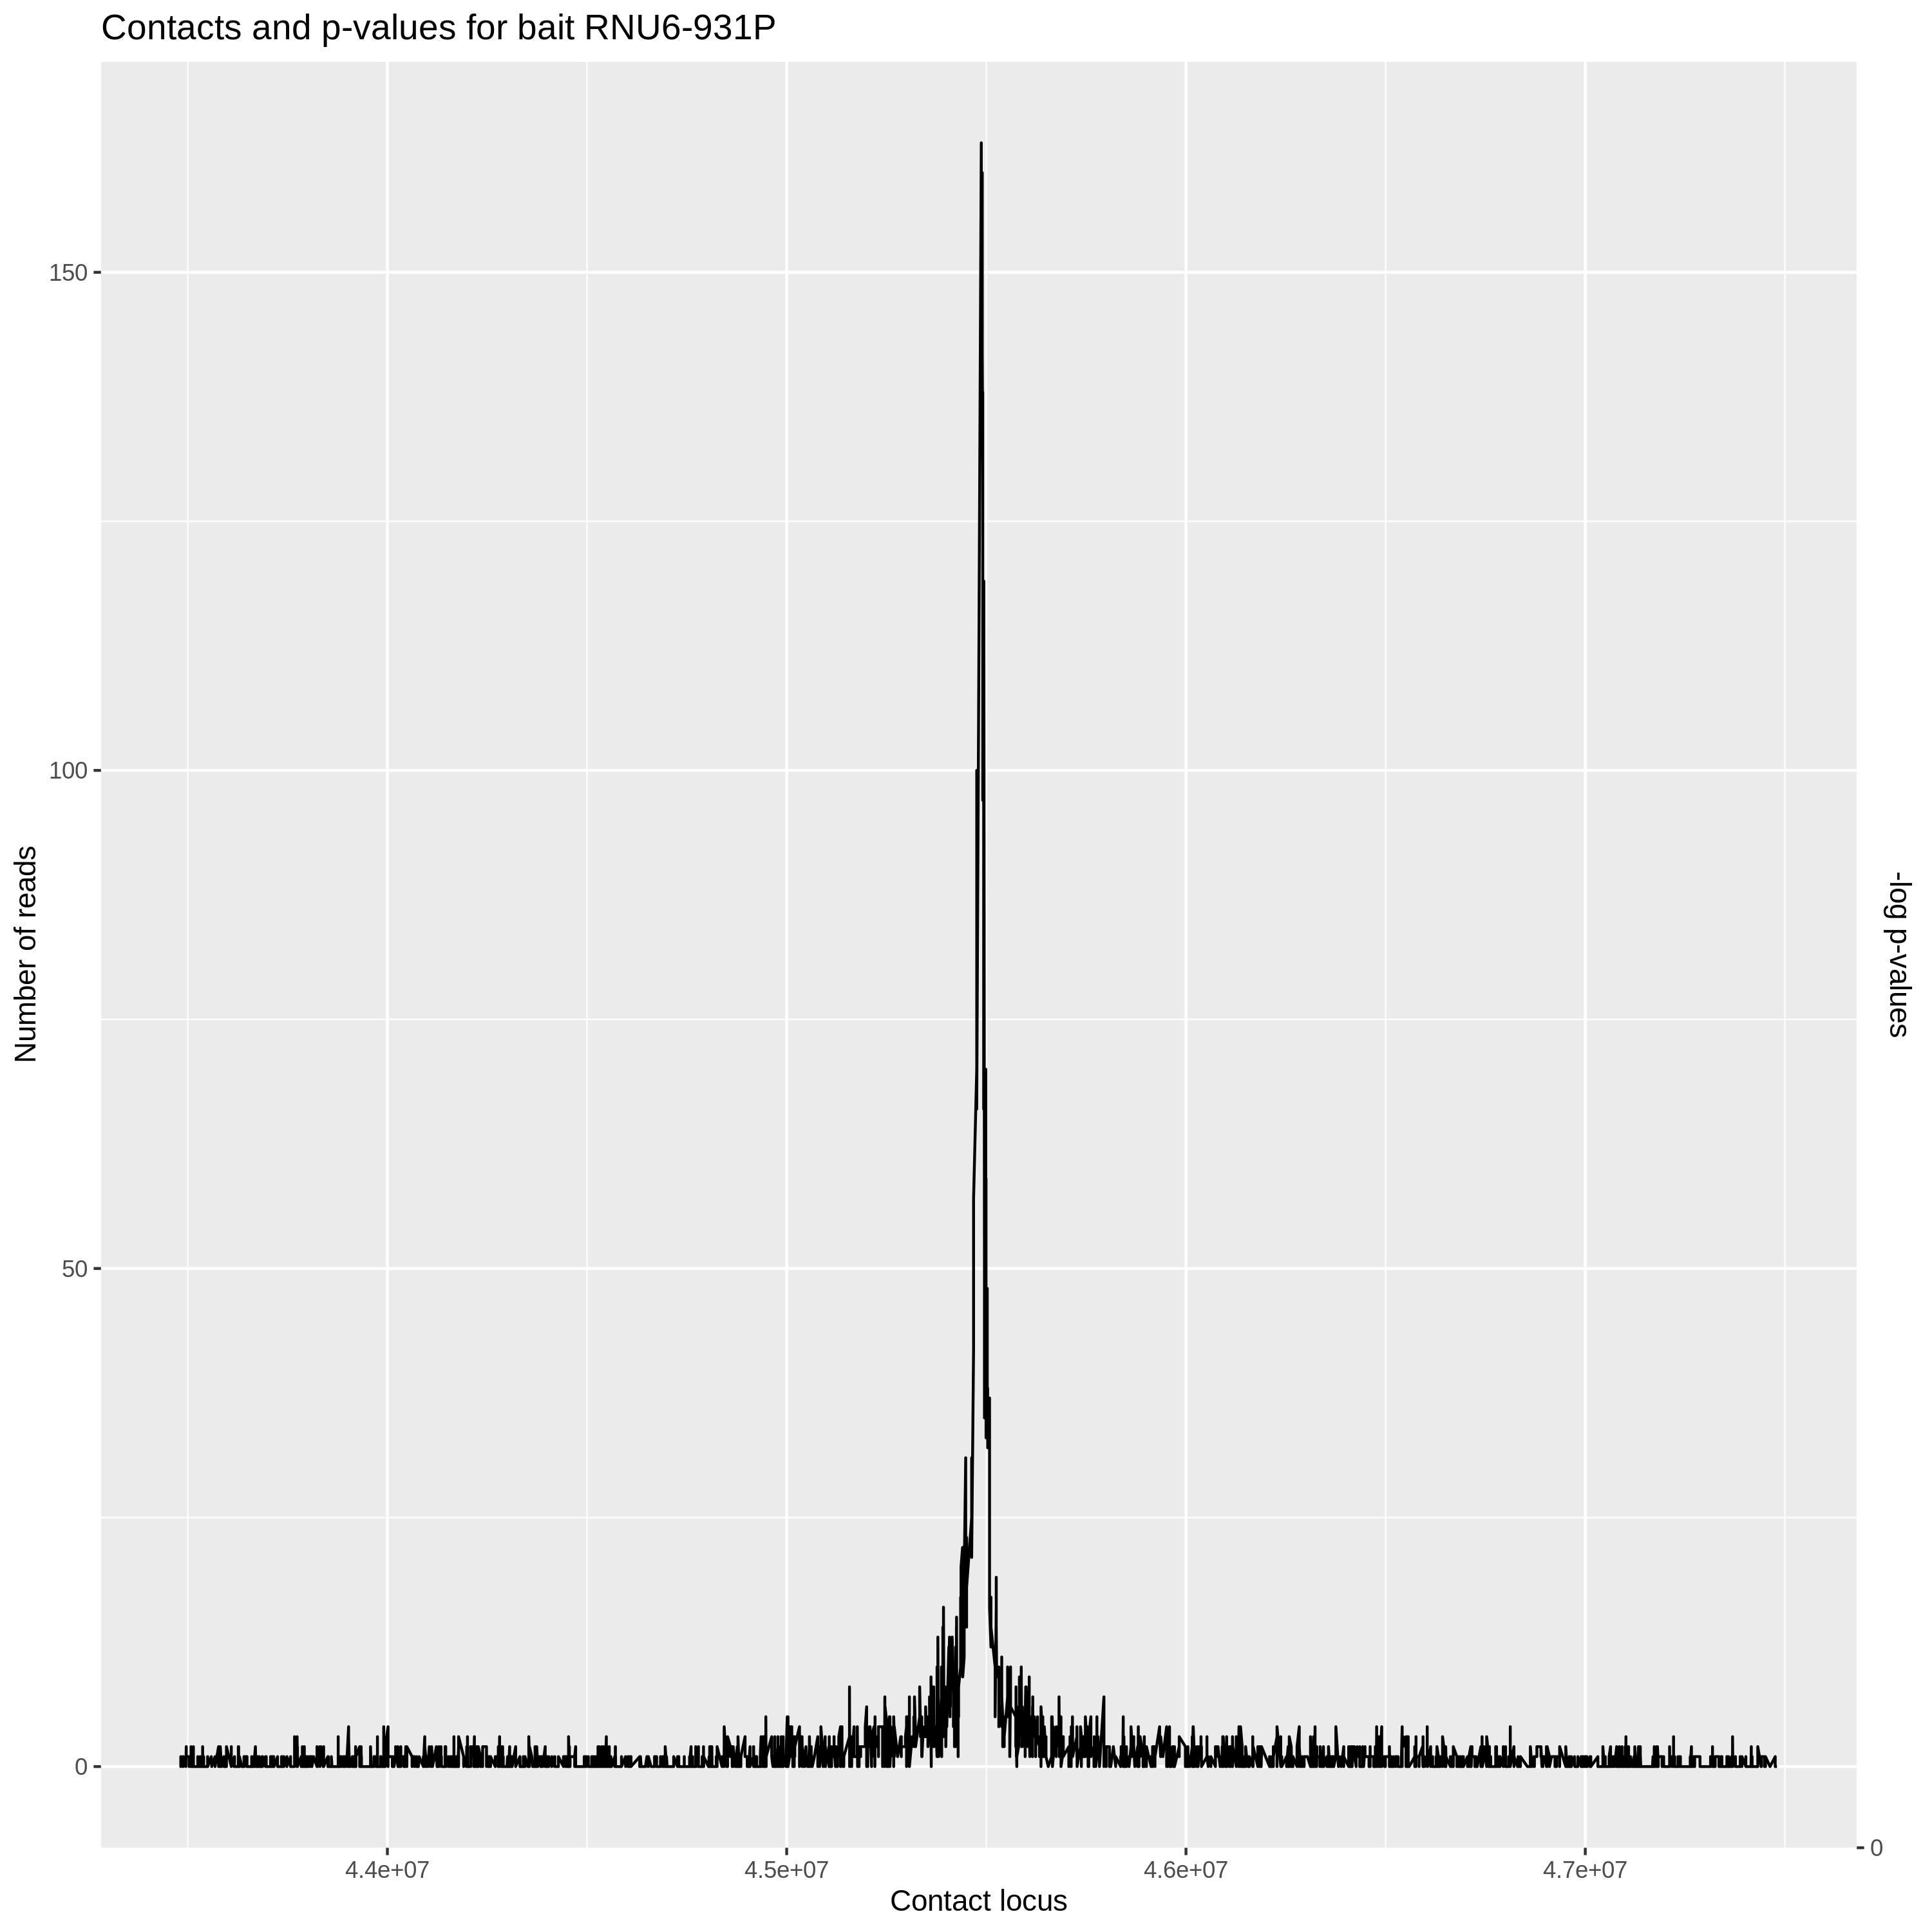 Contacts and p-values for bait RNU6-931P
150
100
50
0
Number of reads
-log p-values
0
4.4e+07
4.5e+07
4.6e+07
4.7e+07
Contact locus